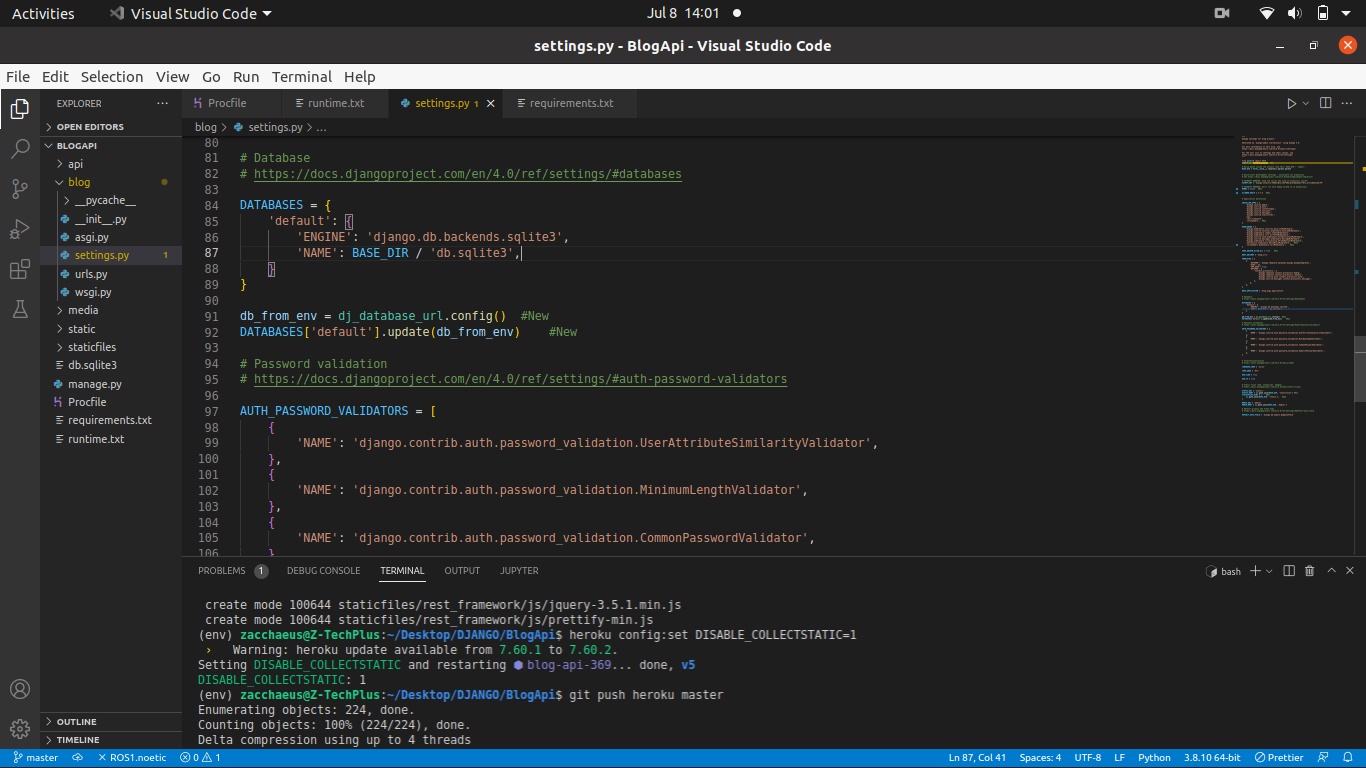 Activities Visual Studio Code Jul 8 14:01
settings.py - BlogApi - Visual Studio Code
File Edit Selection View Go Run Terminal Help
EXPLORER
Procfile runtime.txt settings.py 1 requirements.txt
OPEN EDITORS
blog > settings.py > ...
BLOGAPI
api
blog
__pycache__
__init__.py
asgi.py
settings.py 1
urls.py
wsgi.py
media
static
staticfiles
db.sqlite3
manage.py
Procfile
requirements.txt
runtime.txt
OUTLINE
TIMELINE
80
81 # Database
82 # https://docs.djangoproject.com/en/4.0/ref/settings/#databases
83
84 DATABASES = {
85 'default': {
86 'ENGINE': 'django.db.backends.sqlite3',
87 'NAME': BASE_DIR / 'db.sqlite3',
88 }
89 }
90
91 db_from_env = dj_database_url.config() #New
92 DATABASES['default'].update(db_from_env) #New
93
94 # Password validation
95 # https://docs.djangoproject.com/en/4.0/ref/settings/#auth-password-validators
96
97 AUTH_PASSWORD_VALIDATORS = [
98 {
99 'NAME': 'django.contrib.auth.password_validation.UserAttributeSimilarityValidator',
100 },
101 {
102 'NAME': 'django.contrib.auth.password_validation.MinimumLengthValidator',
103 },
104 {
105 'NAME': 'django.contrib.auth.password_validation.CommonPasswordValidator',
106 }
PROBLEMS 1 DEBUG CONSOLE TERMINAL OUTPUT JUPYTER bash
create mode 100644 staticfiles/rest_framework/js/jquery-3.5.1.min.js
create mode 100644 staticfiles/rest_framework/js/prettify-min.js
(env) zacchaeus@Z-TechPlus:~/Desktop/DJANGO/BlogApi$ heroku config:set DISABLE_COLLECTSTATIC=1
› Warning: heroku update available from 7.60.1 to 7.60.2.
Setting DISABLE_COLLECTSTATIC and restarting ⬢ blog-api-369... done, v5
DISABLE_COLLECTSTATIC: 1
(env) zacchaeus@Z-TechPlus:~/Desktop/DJANGO/BlogApi$ git push heroku master
Enumerating objects: 224, done.
Counting objects: 100% (224/224), done.
Delta compression using up to 4 threads
master ROS1.noetic 0 1 Ln 87, Col 41 Spaces: 4 UTF-8 LF Python 3.8.10 64-bit Prettier